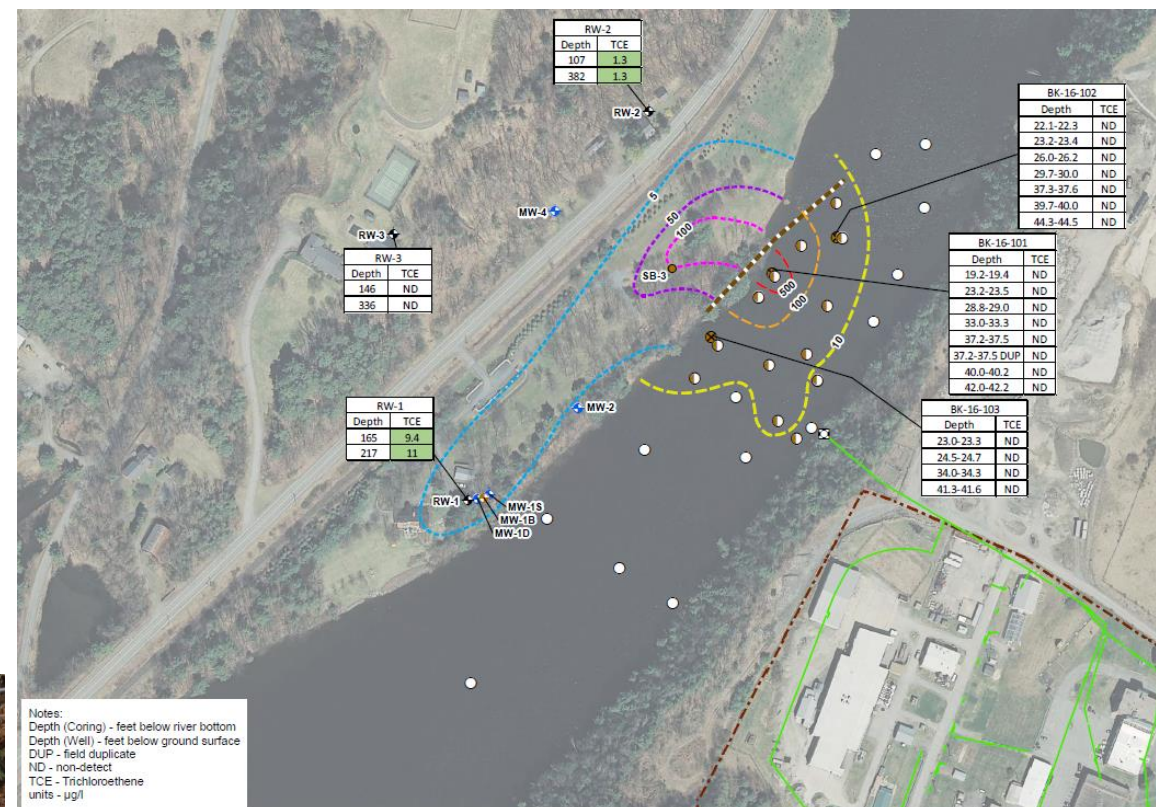 RW-2
Depth TCE
107 1.3
382 1.3
RW-2
BK-16-102
Depth TCE
22.1-22.3 ND
23.2-23.4 ND
26.0-26.2 ND
29.7-30.0 ND
37.3-37.6 ND
39.7-40.0 ND
44.3-44.5 ND
5
MW-4
50
100
RW-3
SB-3
RW-3
Depth TCE
146 ND
336 ND
BK-16-101
Depth TCE
19.2-19.4 ND
23.2-23.5 ND
28.8-29.0 ND
33.0-33.3 ND
37.2-37.5 ND
37.2-37.5 DUP ND
40.0-40.2 ND
42.0-42.2 ND
500
100
10
RW-1
Depth TCE
165 9.4
217 11
MW-2
BK-16-103
Depth TCE
23.0-23.3 ND
24.5-24.7 ND
34.0-34.3 ND
41.3-41.6 ND
RW-1
MW-1S
MW-1B
MW-1D
Notes:
Depth (Coring) - feet below river bottom
Depth (Well) - feet below ground surface
DUP - field duplicate
ND - non-detect
TCE - Trichloroethene
units - µg/l